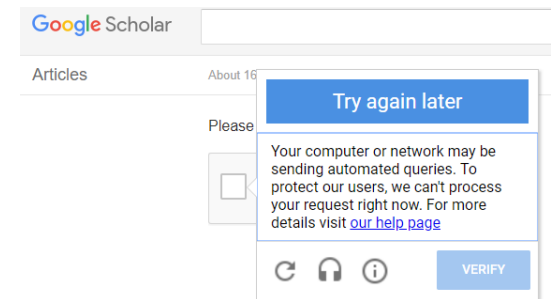 Google Scholar
Articles
About 16
Please
Try again later
Your computer or network may be
sending automated queries. To
protect our users, we can't process
your request right now. For more
details visit our help page
VERIFY